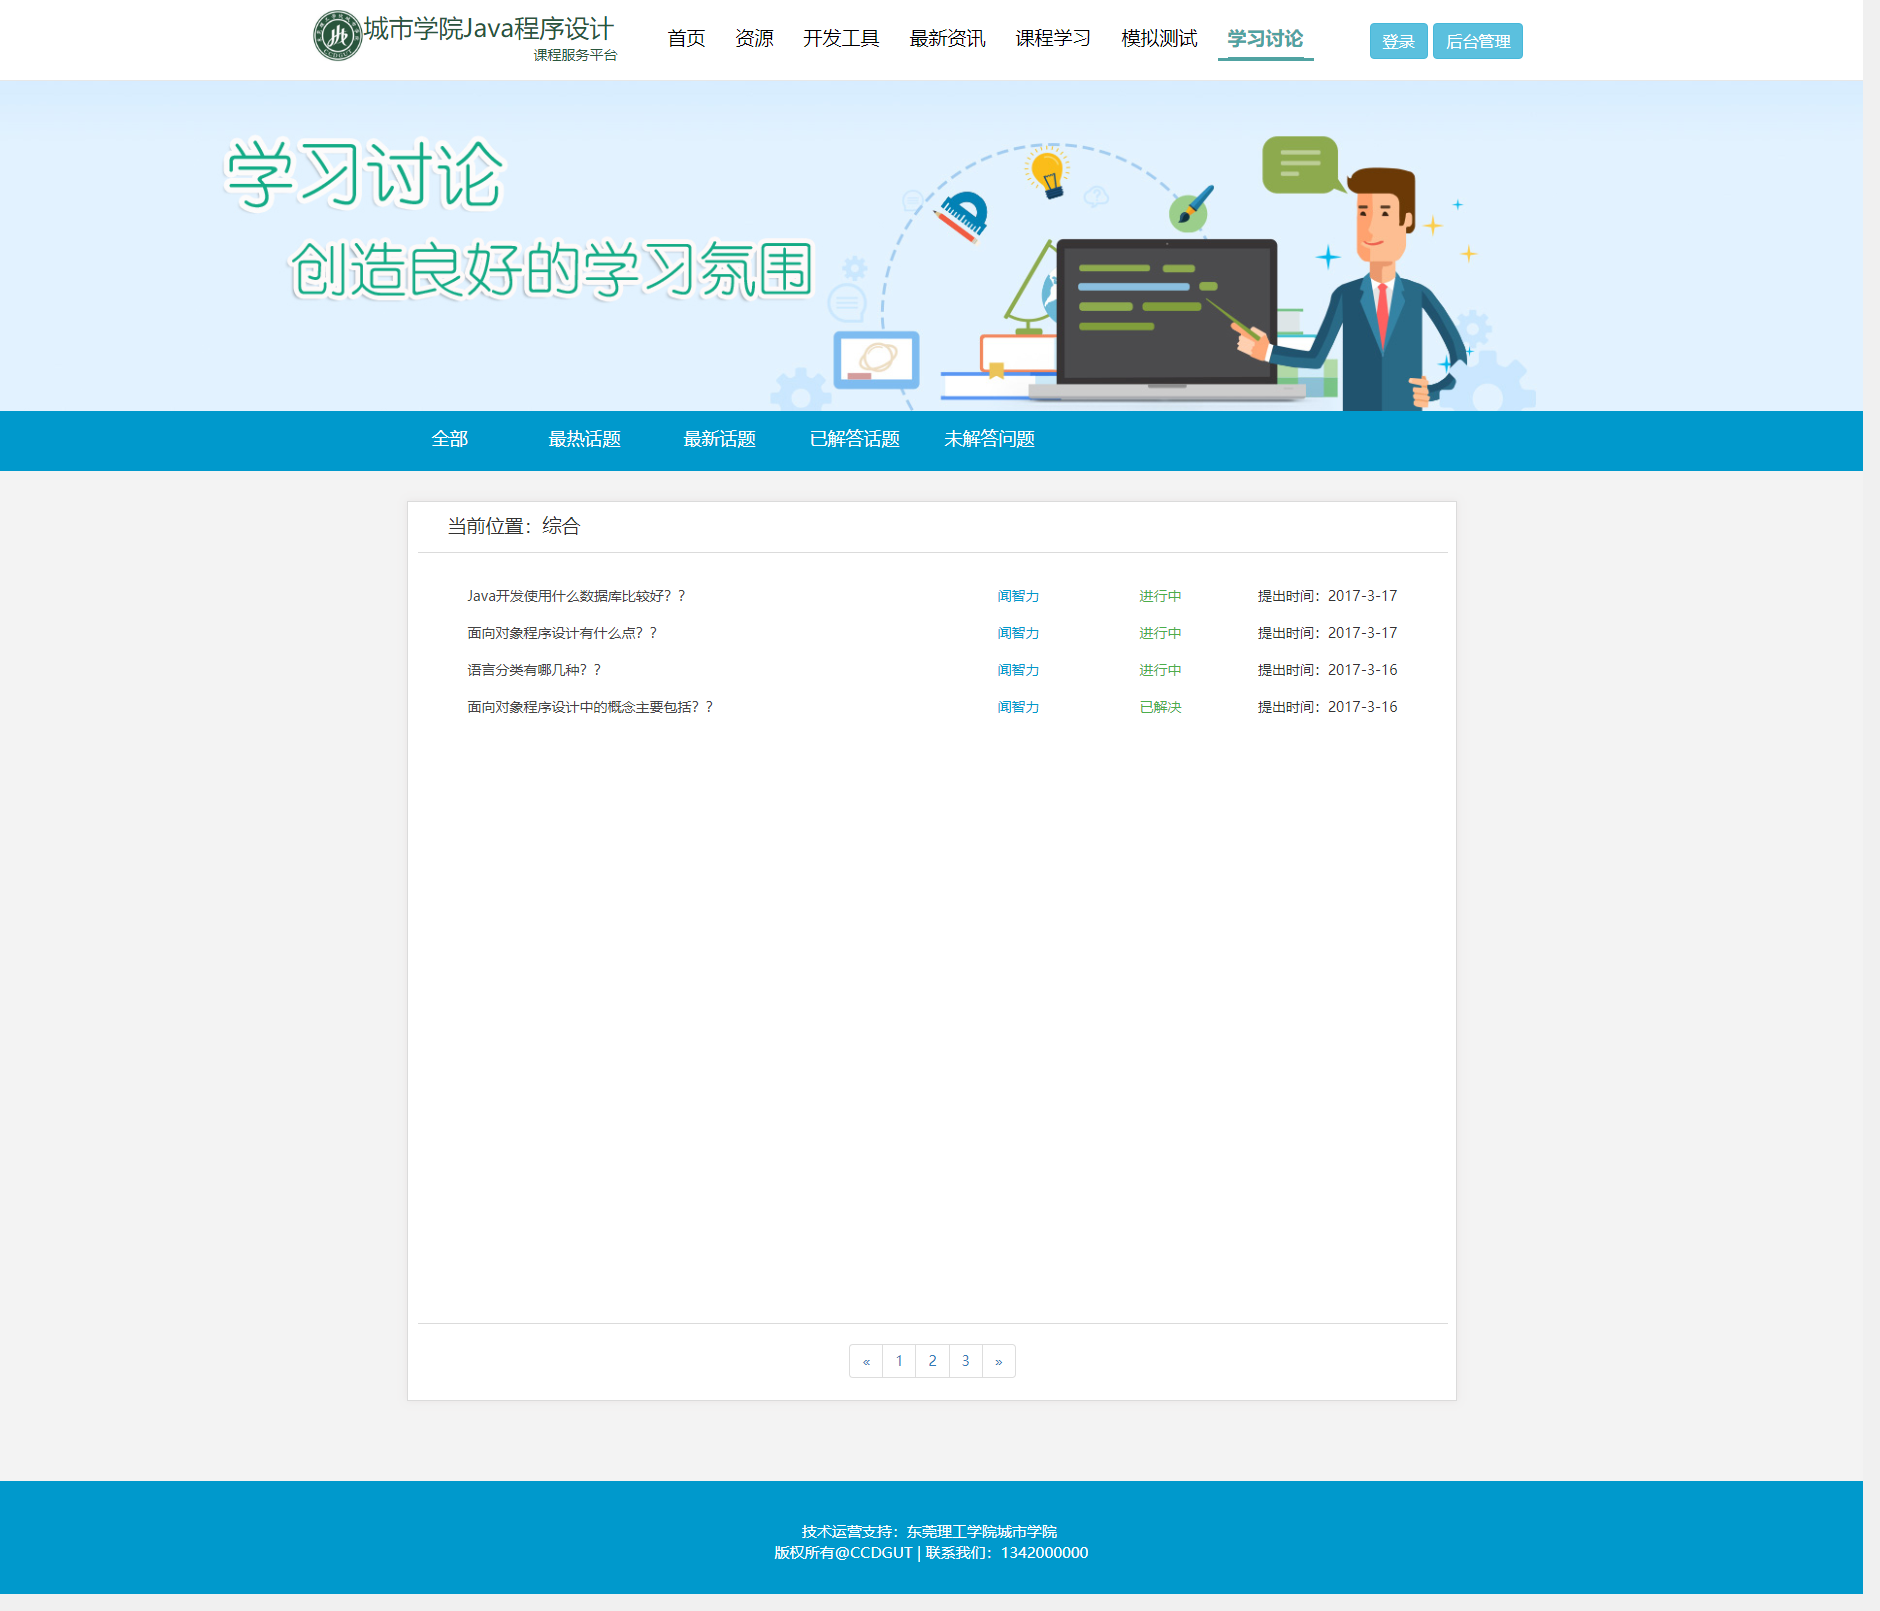 城市学院Java程序设计
课程服务平台
首页 资源 开发工具 最新资讯 课程学习 模拟测试 学习讨论 登录 后台管理
学习讨论
创造良好的学习氛围
全部 最热话题 最新话题 已解答话题 未解答问题
当前位置：综合
Java开发使用什么数据库比较好？？ 闻智力 进行中 提出时间：2017-3-17
面向对象程序设计有什么点？？ 闻智力 进行中 提出时间：2017-3-17
语言分类有哪几种？？ 闻智力 进行中 提出时间：2017-3-16
面向对象程序设计中的概念主要包括？？ 闻智力 已解决 提出时间：2017-3-16
« 1 2 3 »
技术运营支持：东莞理工学院城市学院
版权所有@CCDGUT | 联系我们：1342000000